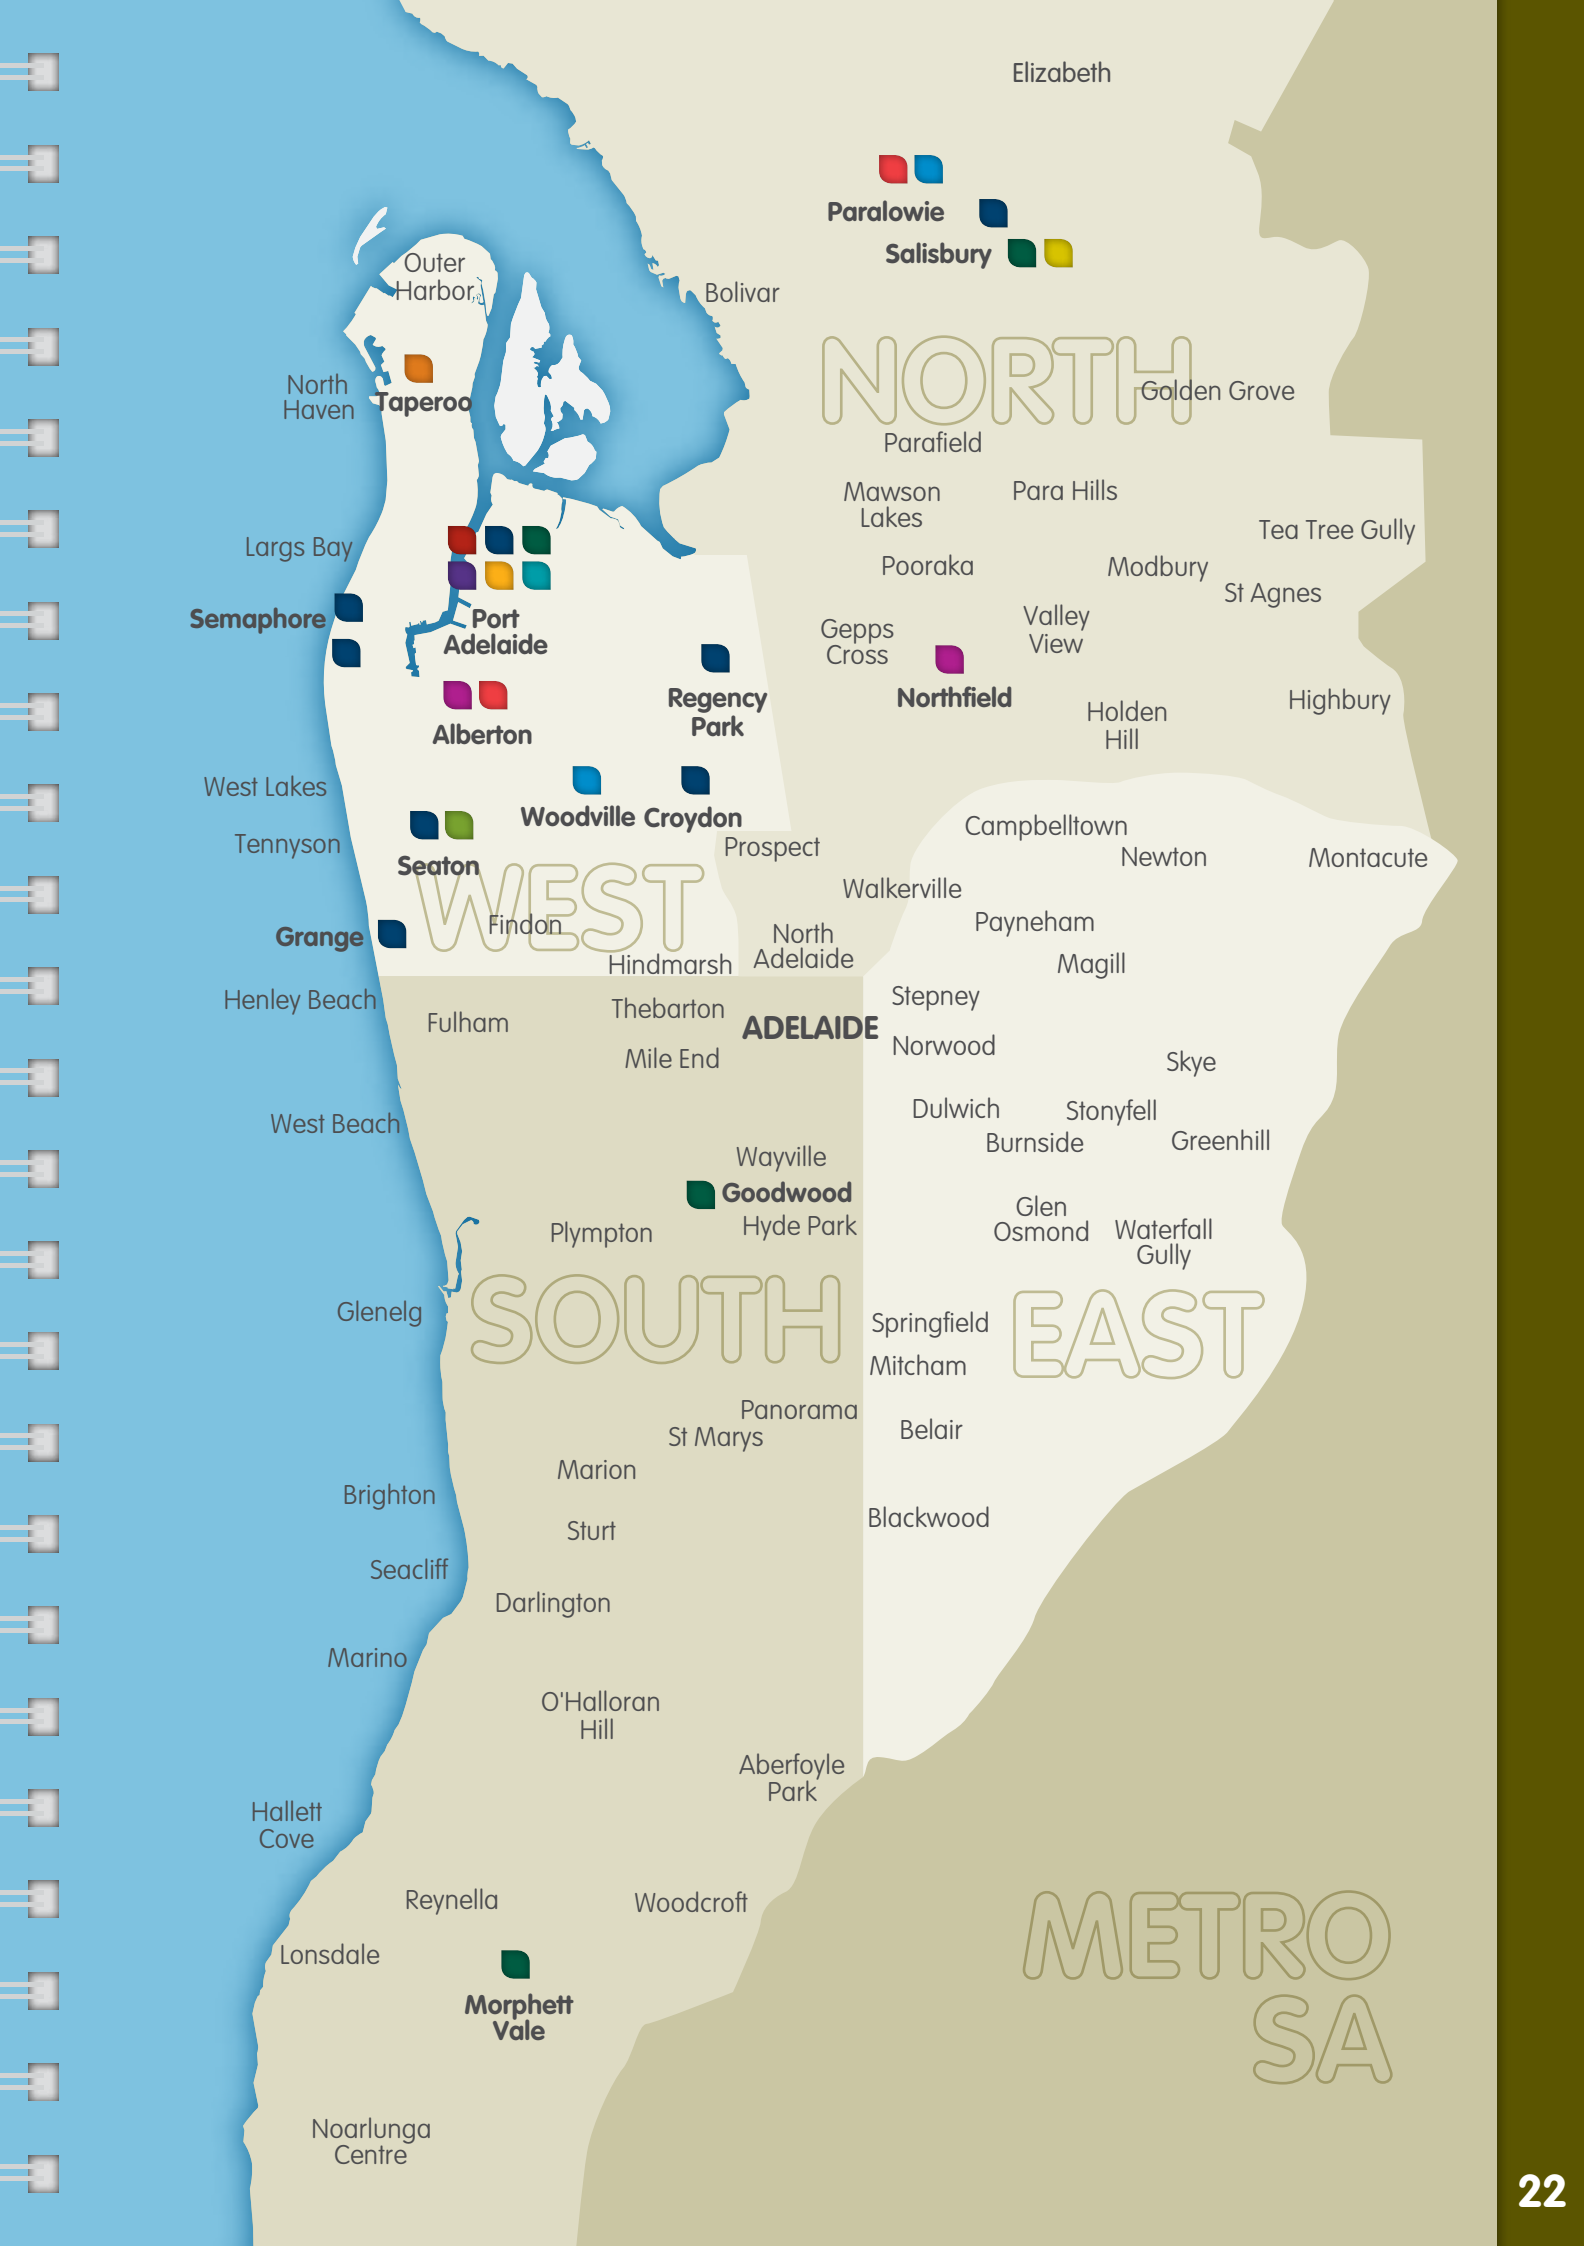 Elizabeth
Paralowie
Salisbury
Outer
Harbor
Bolivar
NORTH
North
Haven
Taperoo
Golden Grove
Parafield
Mawson
Lakes
Para Hills
Tea Tree Gully
Largs Bay
Pooraka
Modbury
St Agnes
Semaphore
Port
Adelaide
Gepps
Cross
Valley
View
Regency
Park
Northfield
Highbury
Holden
Hill
Alberton
West Lakes
Woodville
Croydon
Campbelltown
Tennyson
Prospect
Newton
Montacute
Seaton
WEST
Walkerville
Findon
Grange
North
Adelaide
Payneham
Hindmarsh
Magill
Henley Beach
Stepney
Fulham
Thebarton
ADELAIDE
Norwood
Mile End
Skye
West Beach
Dulwich
Stonyfell
Burnside
Greenhill
Wayville
Goodwood
Hyde Park
Plympton
Glen
Osmond
Waterfall
Gully
Glenelg
SOUTH
Springfield
EAST
Mitcham
Panorama
St Marys
Belair
Marion
Brighton
Blackwood
Sturt
Seacliff
Darlington
Marino
O'Halloran
Hill
Aberfoyle
Park
Hallett
Cove
Reynella
Woodcroft
Lonsdale
METRO
SA
Morphett
Vale
Noarlunga
Centre
22